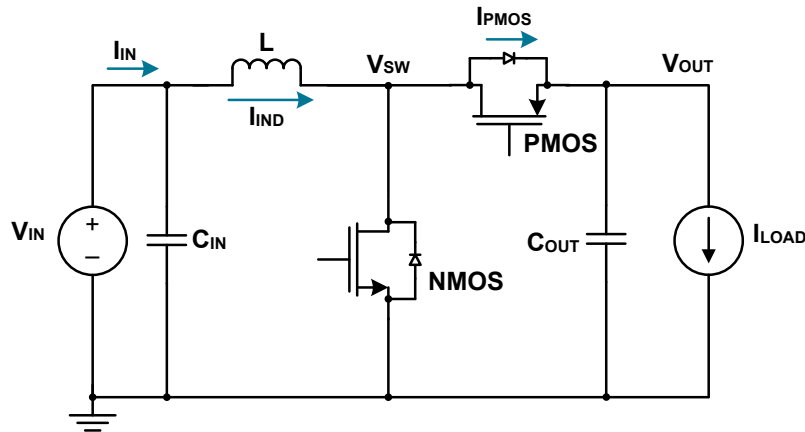 IPMOS
IIN
L
VSW
VOUT
IIND
PMOS
VIN
+
–
CIN
NMOS
COUT
ILOAD